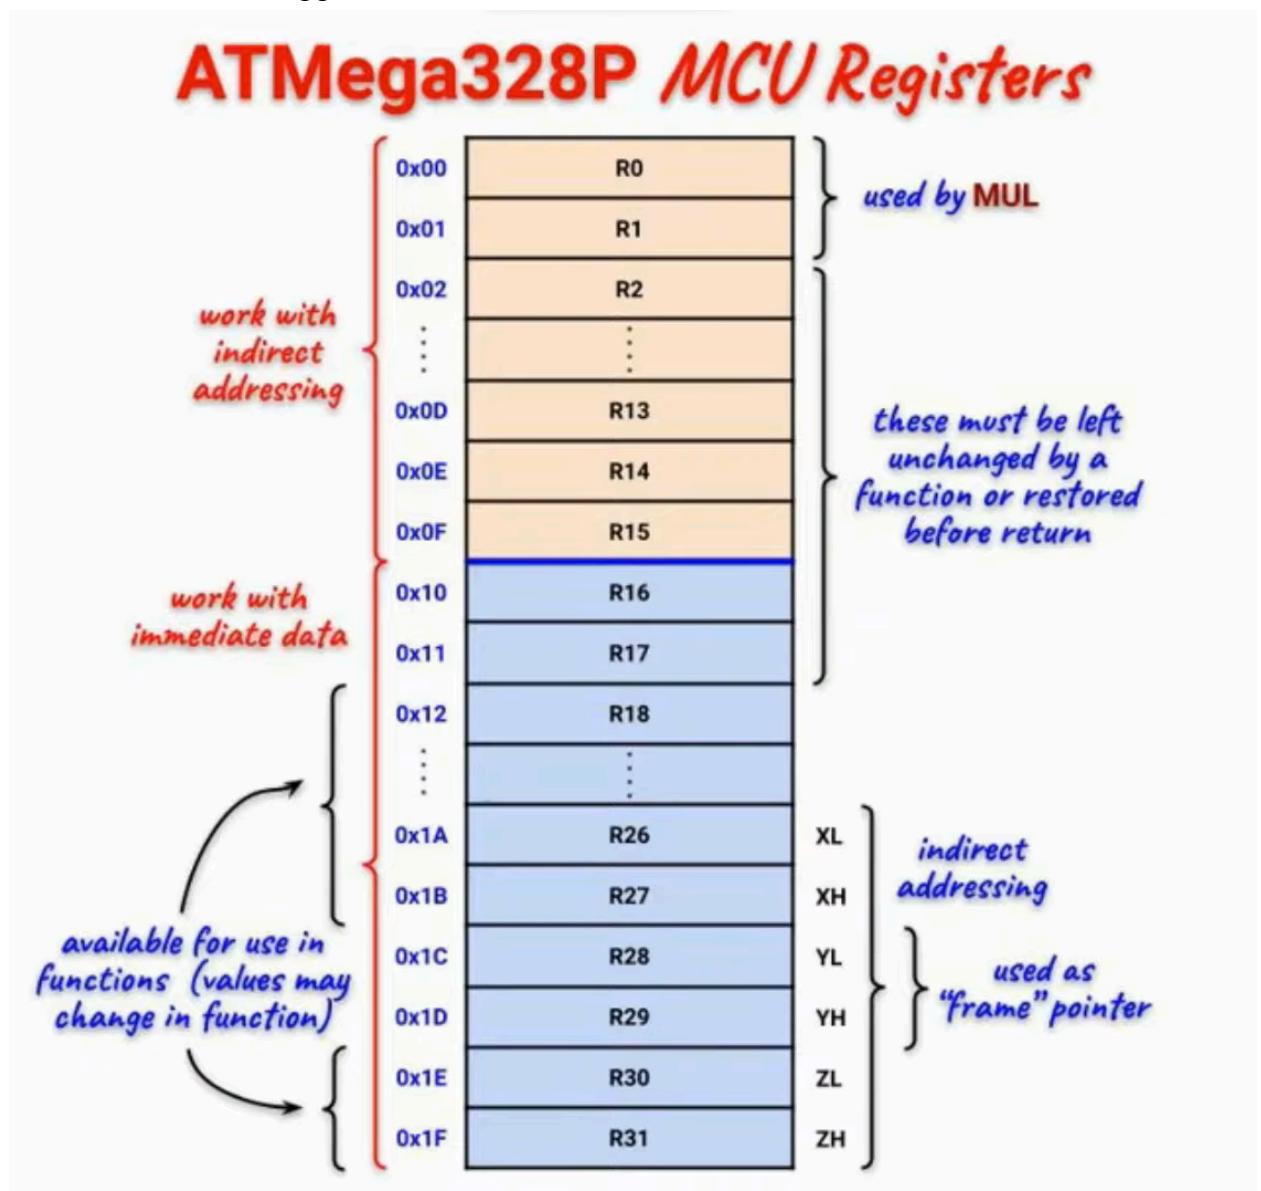 ATMega328P MCU Registers
0x00 R0
0x01 R1
used by MUL
0x02 R2
work with
indirect
addressing
0x0D R13
0x0E R14
0x0F R15
these must be left
unchanged by a
function or restored
before return
0x10 R16
0x11 R17
work with
immediate data
0x12 R18
0x1A R26 XL
0x1B R27 XH
indirect
addressing
0x1C R28 YL
0x1D R29 YH
used as
“frame” pointer
available for use in
functions (values may
change in function)
0x1E R30 ZL
0x1F R31 ZH